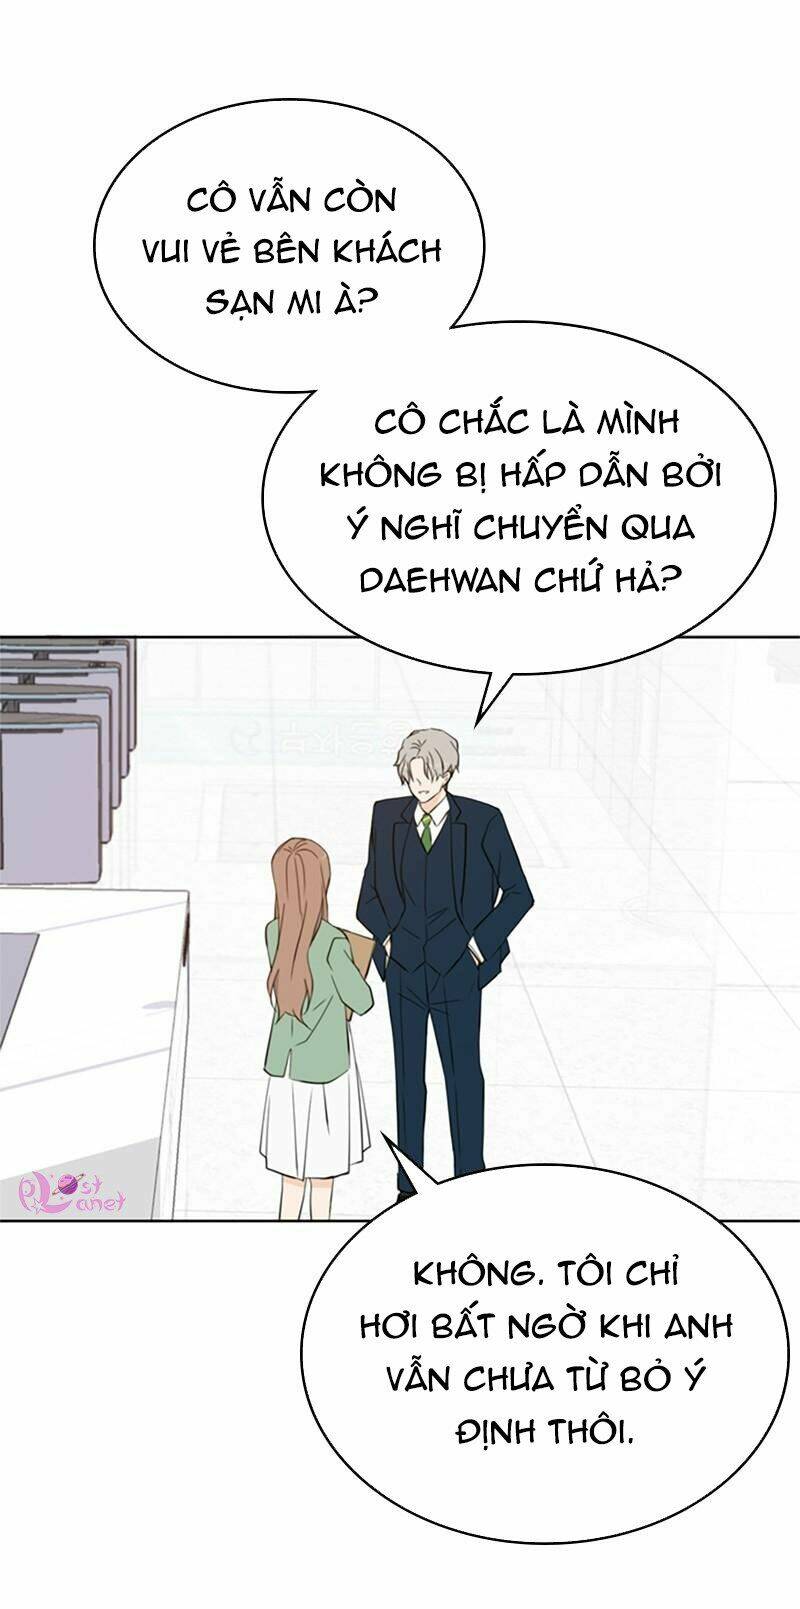 CÔ VẪN CÒN
VUI VẺ BÊN KHÁCH
SẠN MI À?
CÔ CHẮC LÀ MÌNH
KHÔNG BỊ HẤP DẪN BỞI
Ý NGHĨ CHUYỂN QUA
DAEHWAN CHỨ HẢ?
Lost
Planet
KHÔNG. TÔI CHỈ
HƠI BẤT NGỜ KHI ANH
VẪN CHƯA TỪ BỎ Ý
ĐỊNH THÔI.